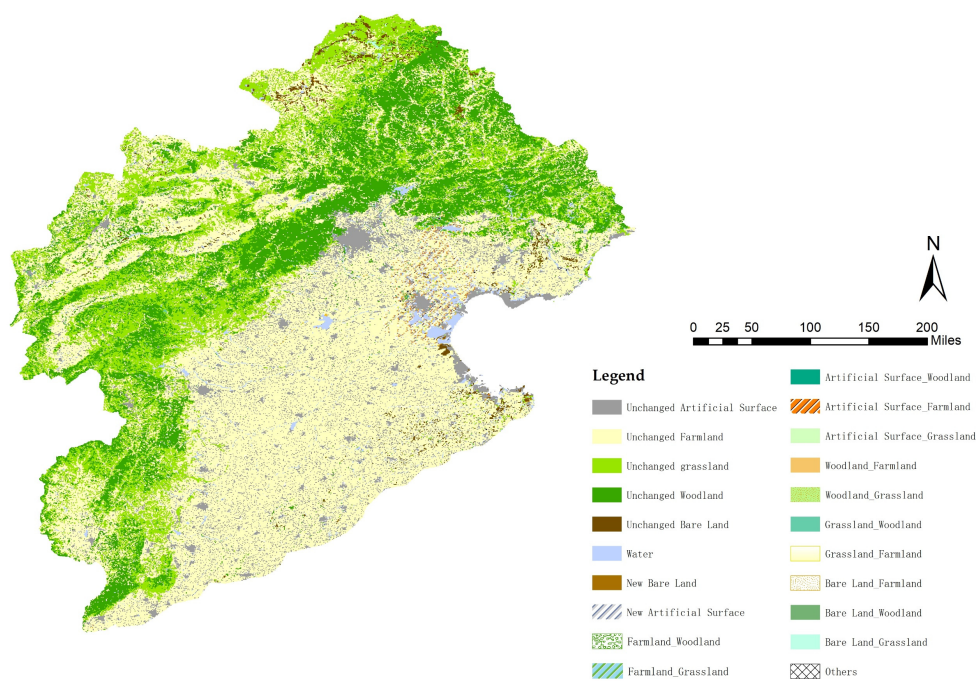 N
0 25 50 100 150 200
Miles
Legend
Unchanged Artificial Surface
Unchanged Farmland
Unchanged grassland
Unchanged Woodland
Unchanged Bare Land
Water
New Bare Land
New Artificial Surface
Farmland_Woodland
Farmland_Grassland
Artificial Surface_Woodland
Artificial Surface_Farmland
Artificial Surface_Grassland
Woodland_Farmland
Woodland_Grassland
Grassland_Woodland
Grassland_Farmland
Bare Land_Farmland
Bare Land_Woodland
Bare Land_Grassland
Others